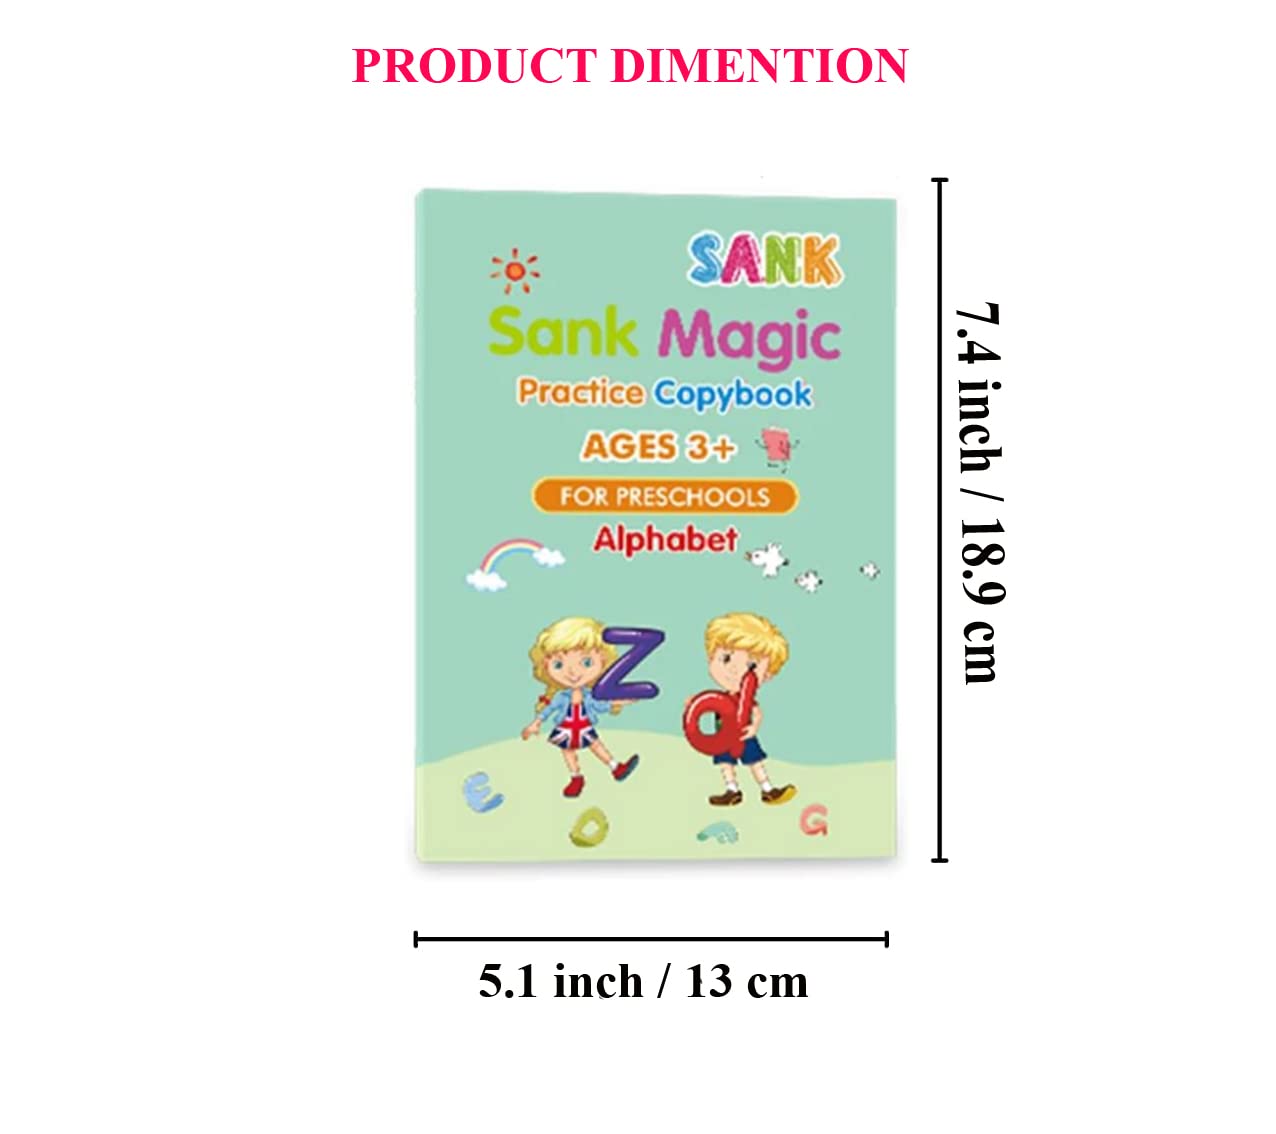 PRODUCT DIMENTION
SANK
Sank Magic
Practice Copybook
AGES 3+
FOR PRESCHOOLS
Alphabet
Z
a
E
O
G
7.4 inch / 18.9 cm
5.1 inch / 13 cm